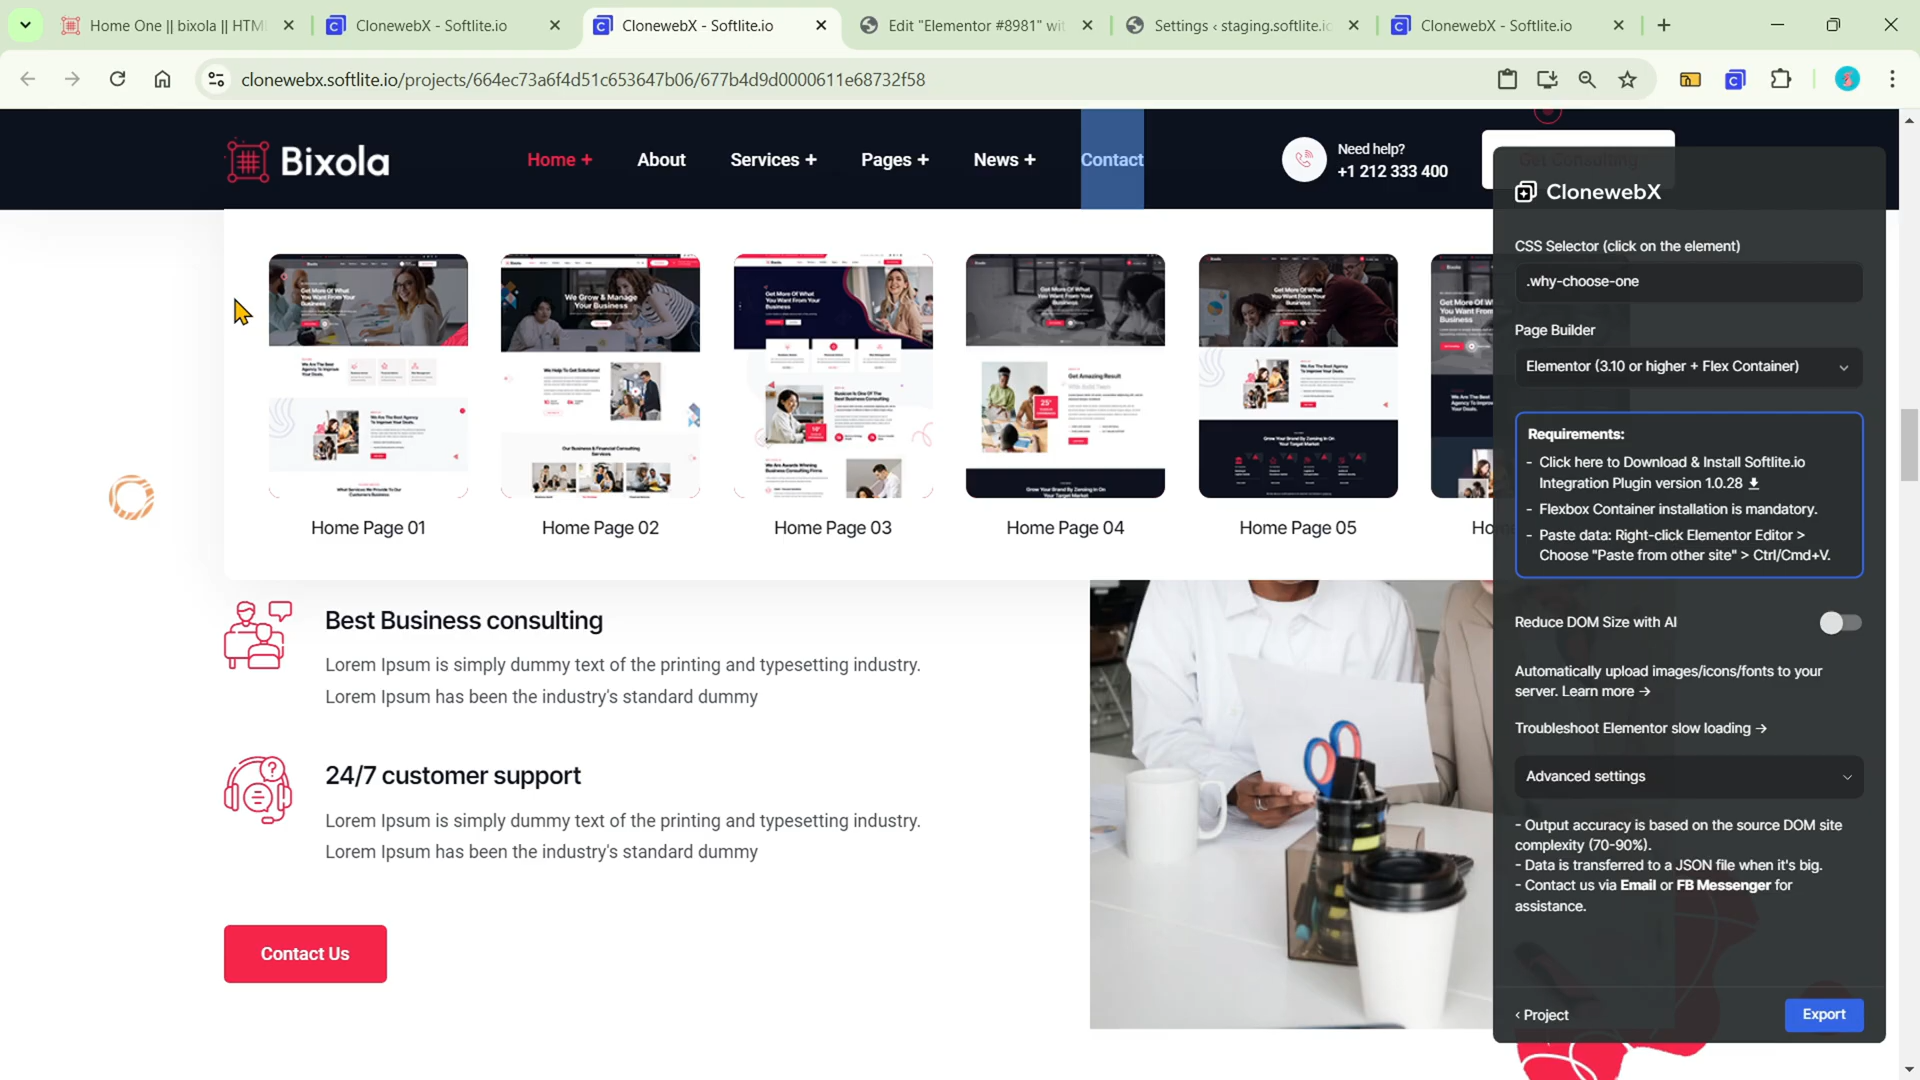 Home One || bixola || HTM
ClonewebX - Softlite.io
ClonewebX - Softlite.io
Edit "Elementor #8981" wit
Settings ‹ staging.softlite.io
ClonewebX - Softlite.io
clonewebx.softlite.io/projects/664ec73a6f4d51c653647b06/677b4d9d0000611e68732f58
Bixola
Home +
About
Services +
Pages +
News +
Contact
Need help?
+1 212 333 400
Get Consulting
Home Page 01
Home Page 02
Home Page 03
Home Page 04
Home Page 05
Best Business consulting
Lorem Ipsum is simply dummy text of the printing and typesetting industry.
Lorem Ipsum has been the industry's standard dummy
24/7 customer support
Lorem Ipsum is simply dummy text of the printing and typesetting industry.
Lorem Ipsum has been the industry's standard dummy
Contact Us
ClonewebX
CSS Selector (click on the element)
.why-choose-one
Page Builder
Elementor (3.10 or higher + Flex Container)
Requirements:
- Click here to Download & Install Softlite.io
Integration Plugin version 1.0.28
- Flexbox Container installation is mandatory.
- Paste data: Right-click Elementor Editor >
Choose "Paste from other site" > Ctrl/Cmd+V.
Reduce DOM Size with AI
Automatically upload images/icons/fonts to your
server. Learn more →
Troubleshoot Elementor slow loading →
Advanced settings
- Output accuracy is based on the source DOM site
complexity (70-90%).
- Data is transferred to a JSON file when it's big.
- Contact us via Email or FB Messenger for
assistance.
‹ Project
Export